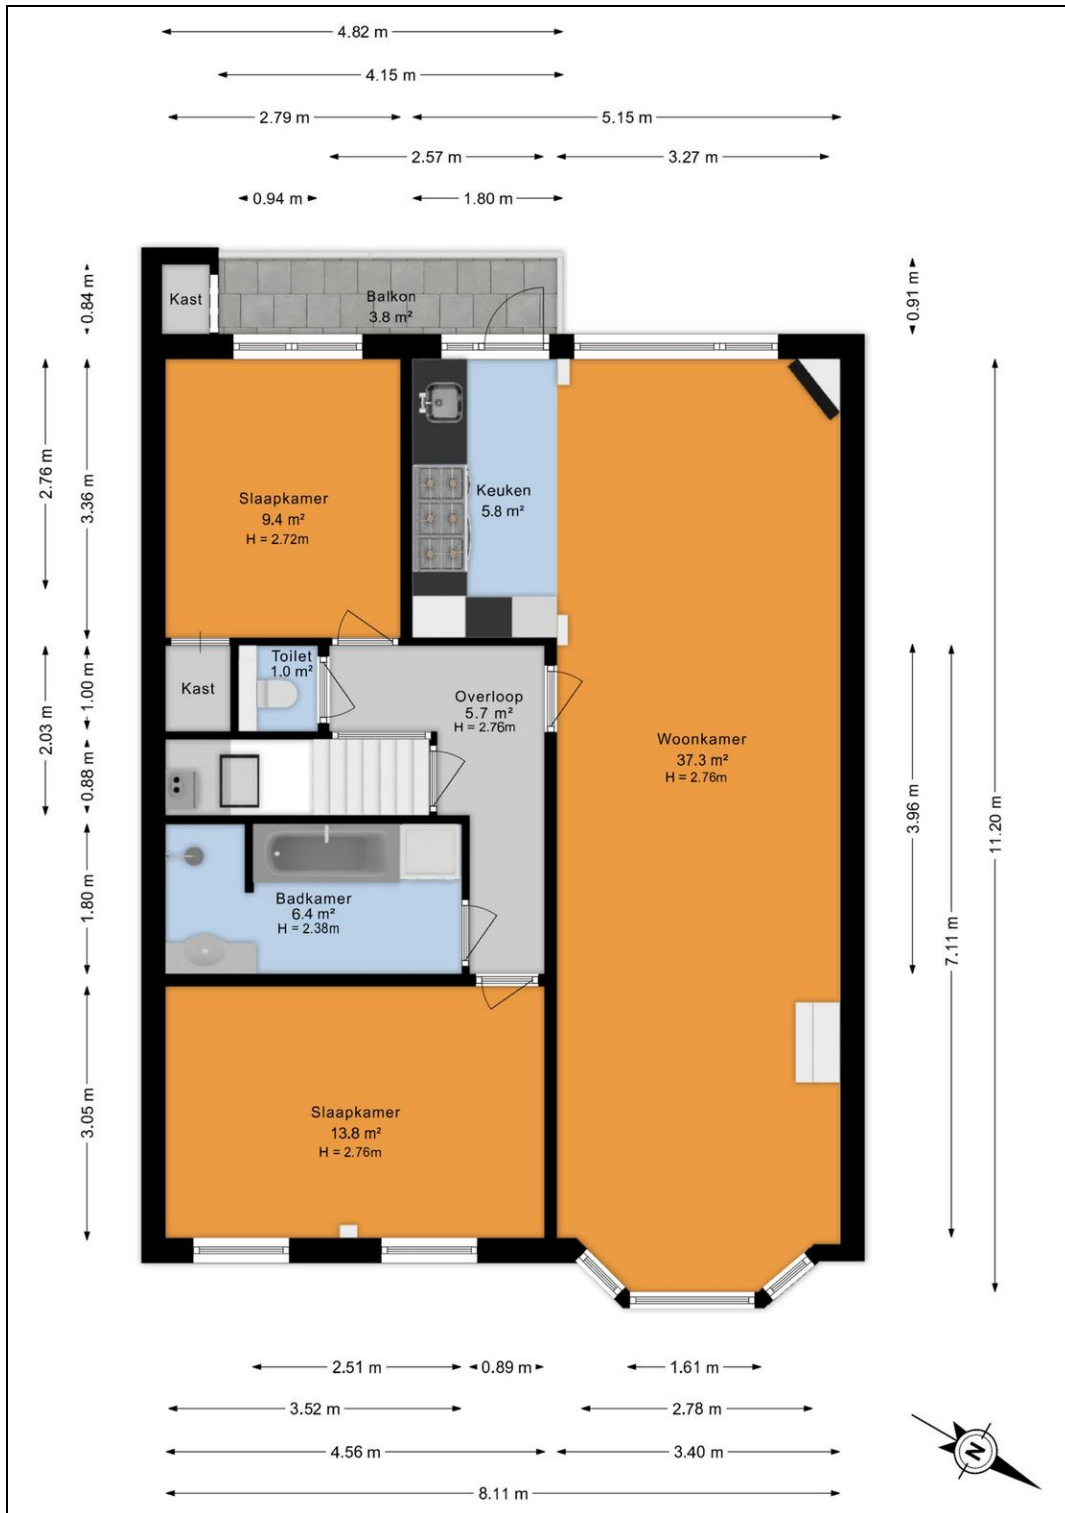 4.82 m
4.15 m
2.79 m
5.15 m
2.57 m
3.27 m
0.94 m
1.80 m
0.84 m
0.91 m
Kast
Balkon
3.8 m²
2.76 m
3.36 m
Slaapkamer
9.4 m²
H = 2.72m
Keuken
5.8 m²
2.03 m
1.00 m
0.88 m
Kast
Toilet
1.0 m²
Overloop
5.7 m²
H = 2.76m
Woonkamer
37.3 m²
H = 2.76m
3.96 m
7.11 m
11.20 m
1.80 m
Badkamer
6.4 m²
H = 2.38m
3.05 m
Slaapkamer
13.8 m²
H = 2.76m
2.51 m
0.89 m
1.61 m
3.52 m
2.78 m
4.56 m
3.40 m
8.11 m
N